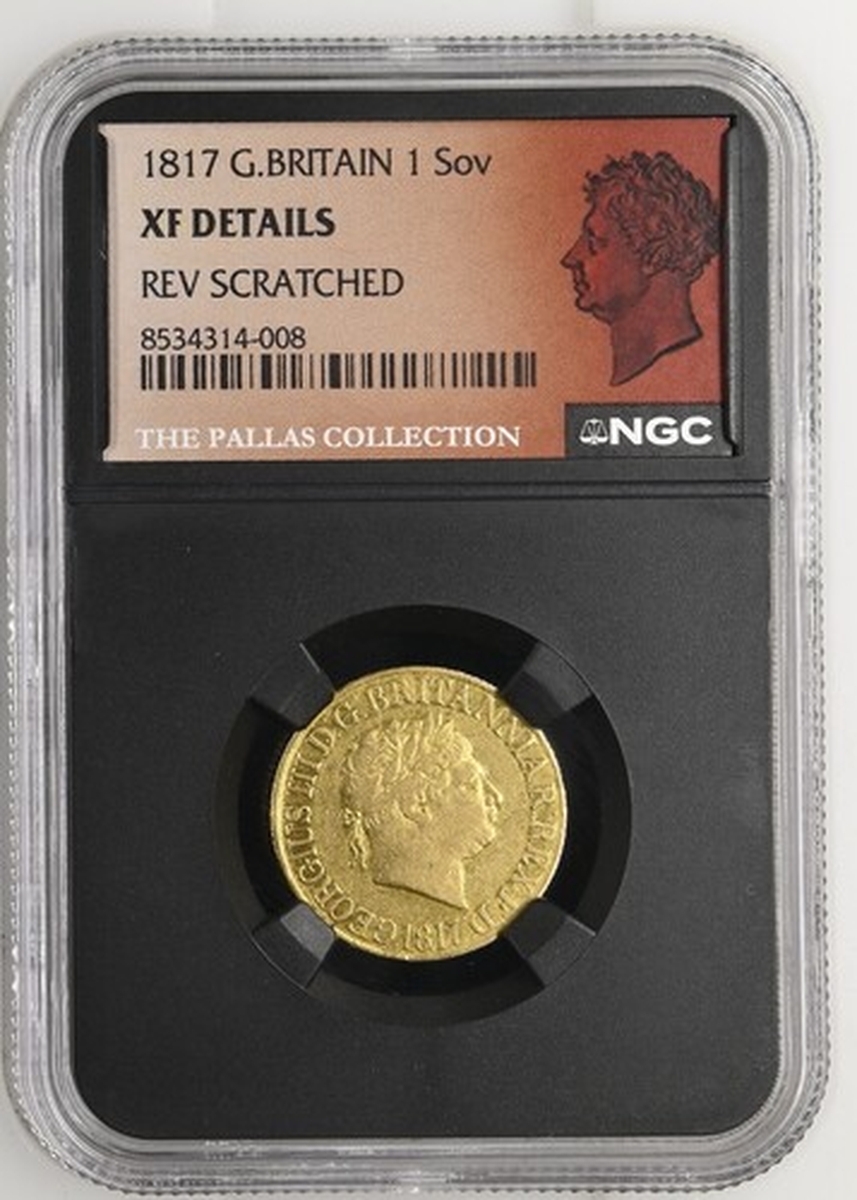 1817 G.BRITAIN 1 Sov
XF DETAILS
REV SCRATCHED
8534314-008
THE PALLAS COLLECTION
NGC
GEORGIUS III D.G. BRITANNIAR. REX F.D. 1817